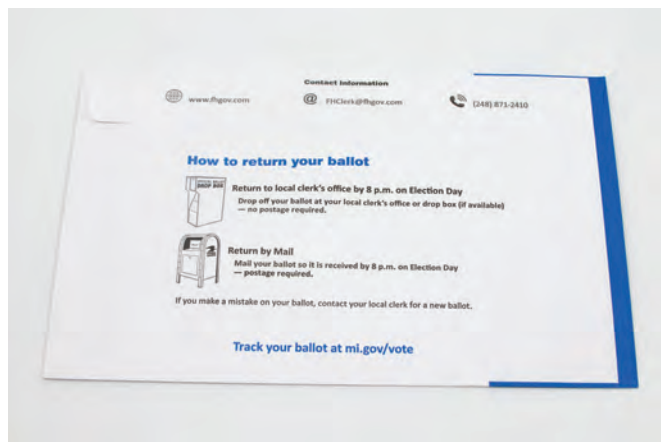 Contact Information
www.fhgov.com
@ FHClerk@fhgov.com
(248) 871-2410
How to return your ballot
DROP BOX
Return to local clerk's office by 8 p.m. on Election Day
Drop off your ballot at your local clerk's office or drop box (if available)
— no postage required.
Return by Mail
Mail your ballot so it is received by 8 p.m. on Election Day
— postage required.
If you make a mistake on your ballot, contact your local clerk for a new ballot.
Track your ballot at mi.gov/vote